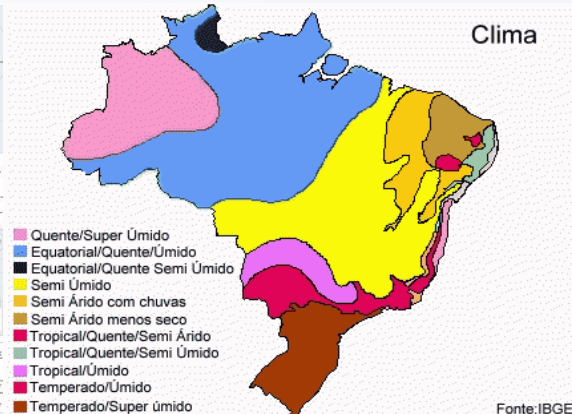 Clima
Quente/Super Úmido
Equatorial/Quente/Úmido
Equatorial/Quente Semi Úmido
Semi Úmido
Semi Árido com chuvas
Semi Árido menos seco
Tropical/Quente/Semi Árido
Tropical/Quente/Semi Úmido
Tropical/Úmido
Temperado/Úmido
Temperado/Super úmido
Fonte:IBGE